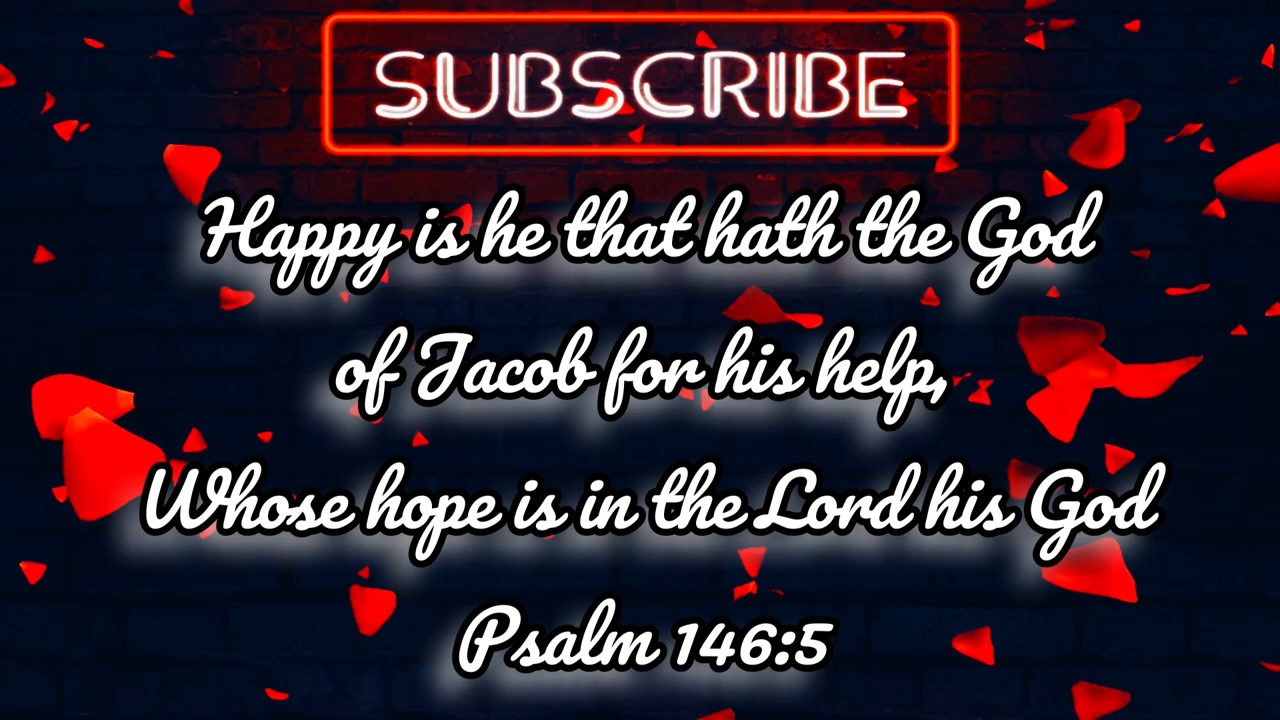 SUBSCRIBE
Happy is he that hath the God
of Jacob for his help,
Whose hope is in the Lord his God
Psalm 146:5